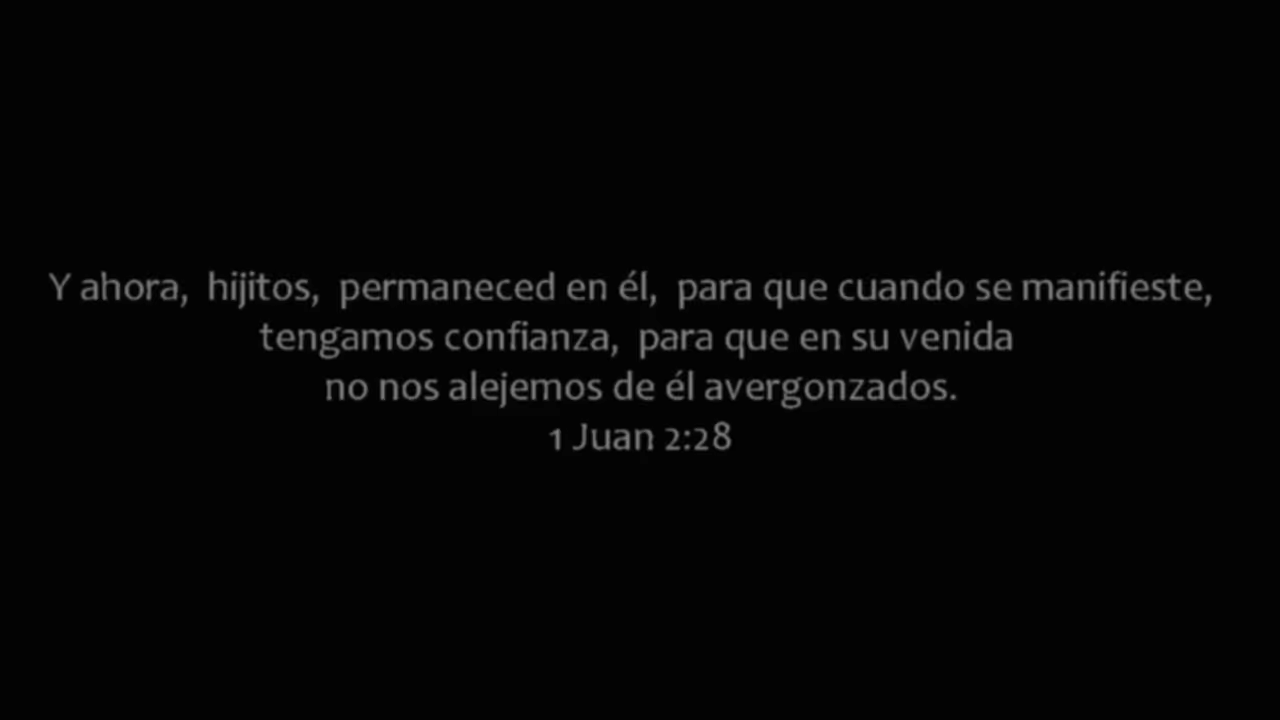 Y ahora, hijitos, permaneced en él, para que cuando se manifieste,
tengamos confianza, para que en su venida
no nos alejemos de él avergonzados.
1 Juan 2:28